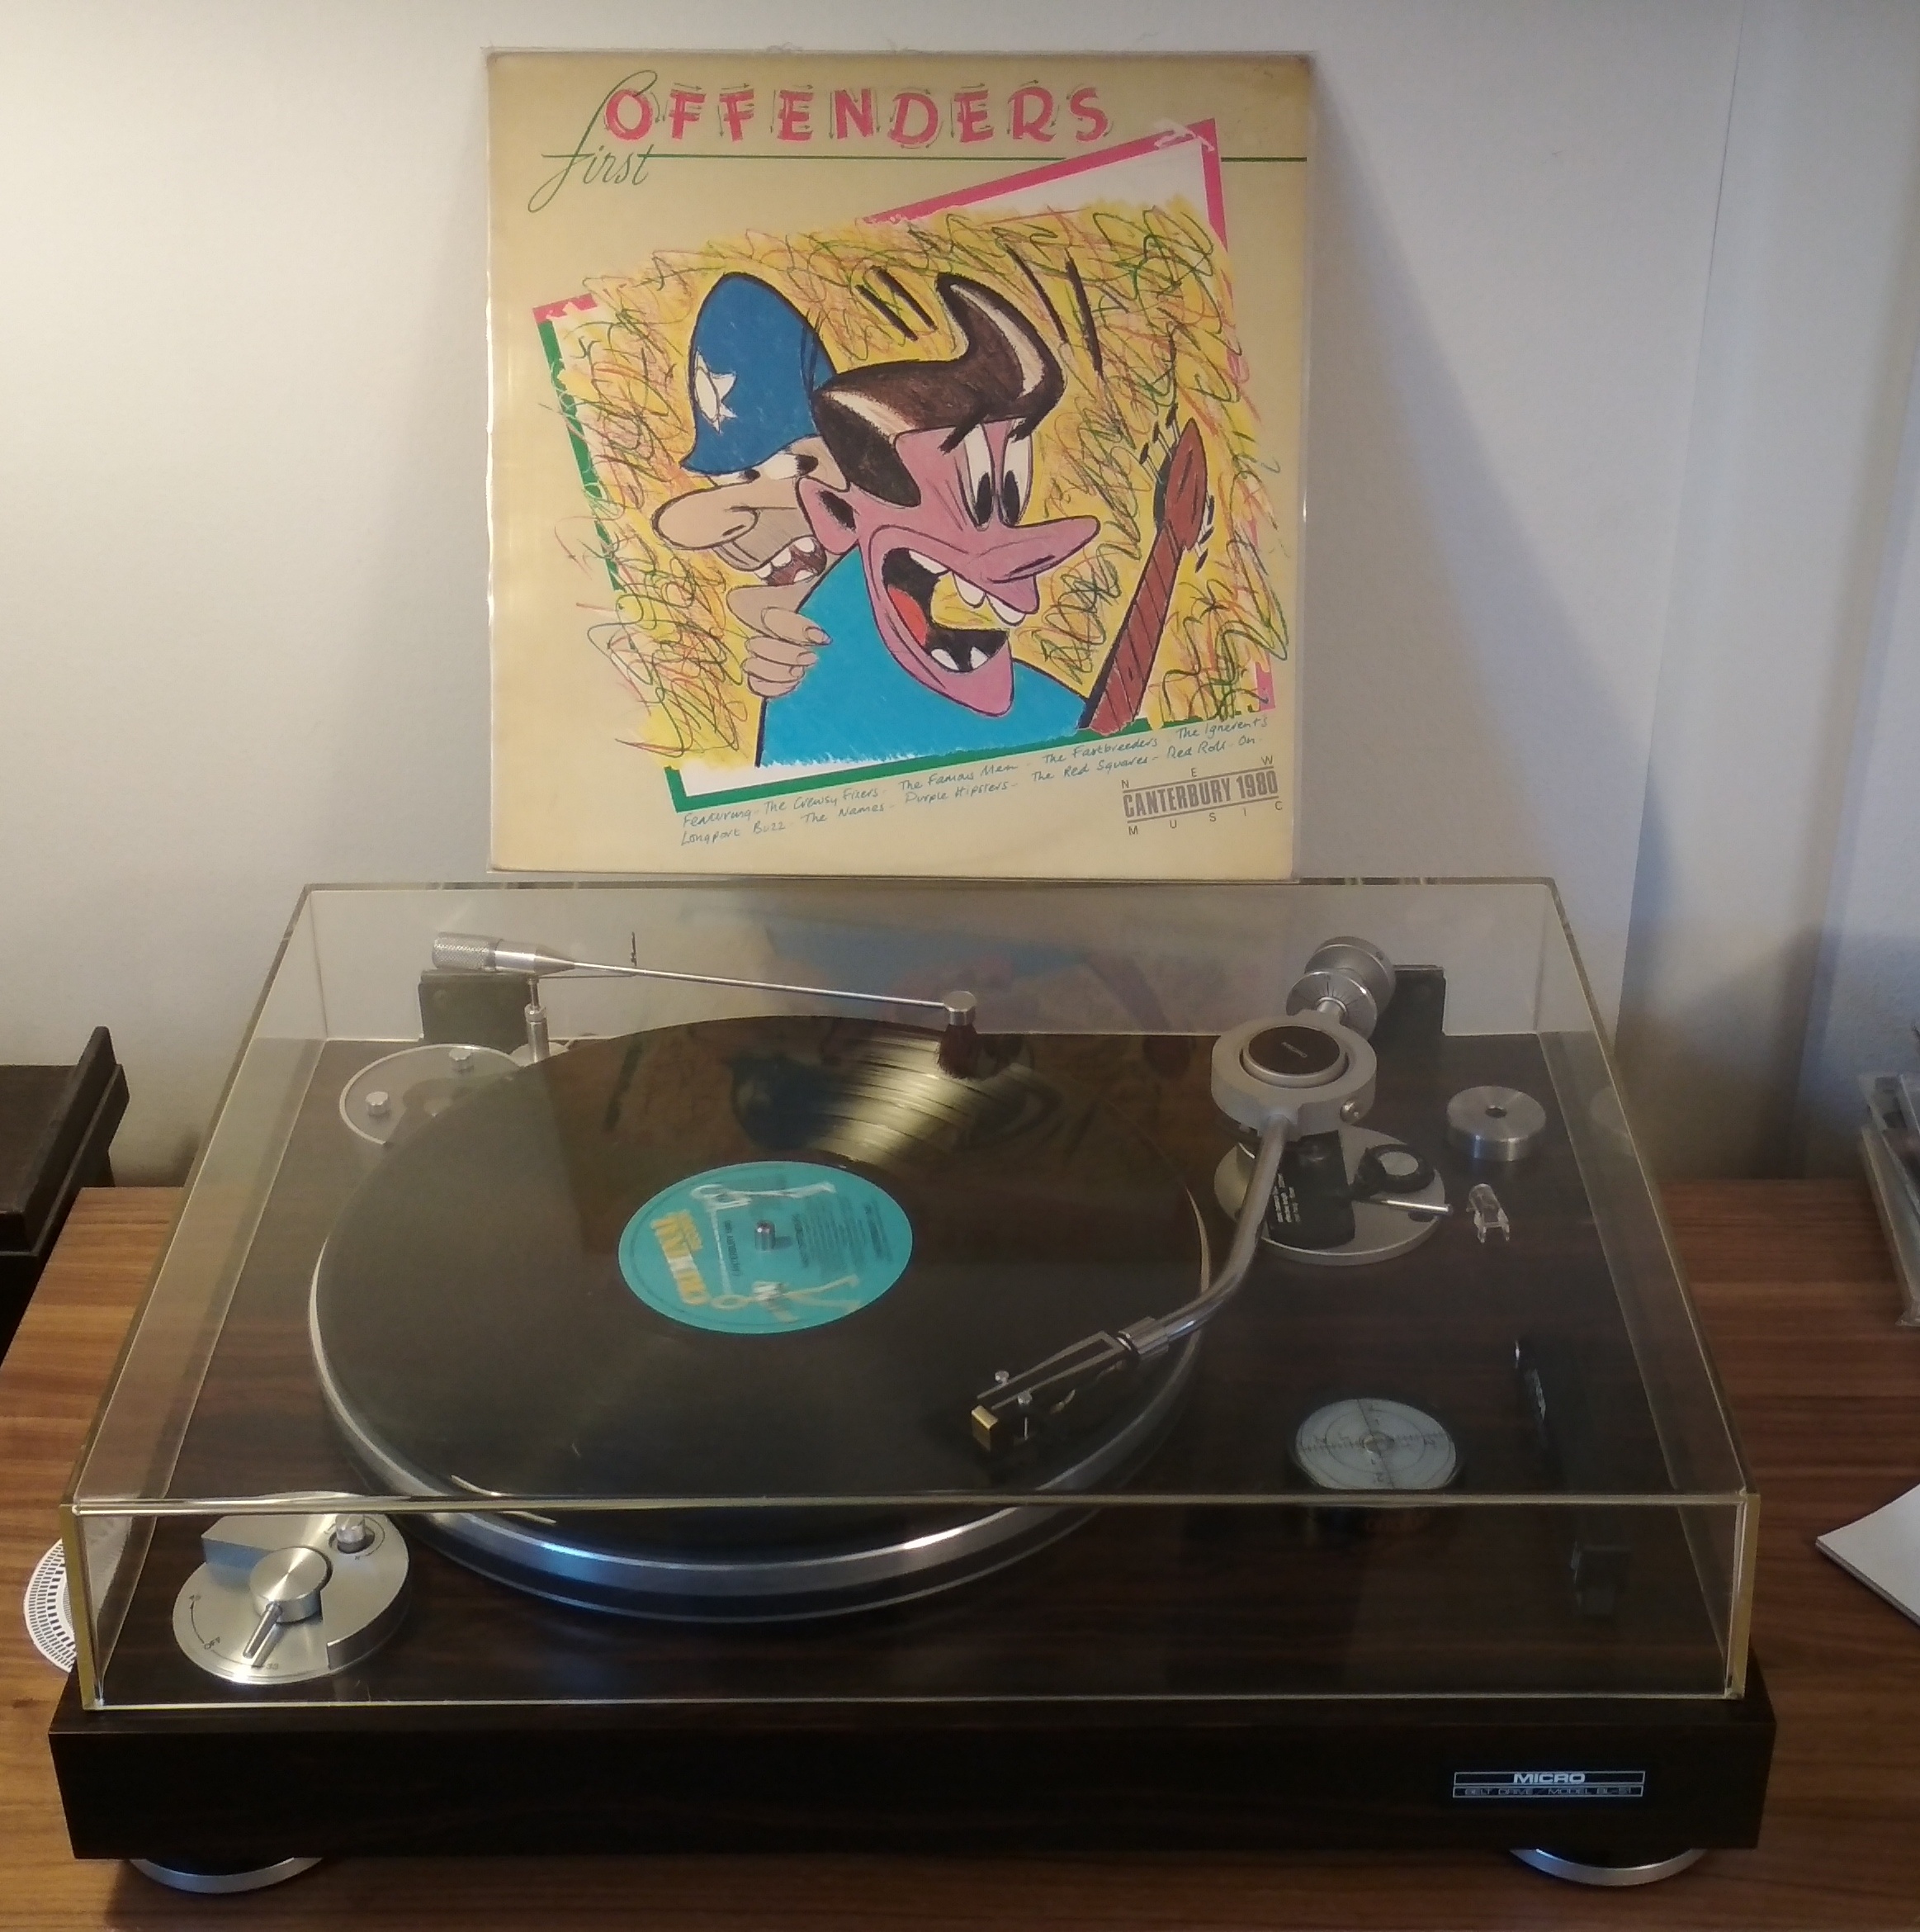 OFFENDERS
first
Featuring - The Crewsy Fixers - The Famous Men - The Fastbreeders - The Ignerents
Longport Buzz - The Names - Purple Hipsters - The Red Squares - Red Roll - On -
NEW
CANTERBURY 1980
MUSIC
MICRO
BELT DRIVE / MODEL BL-51